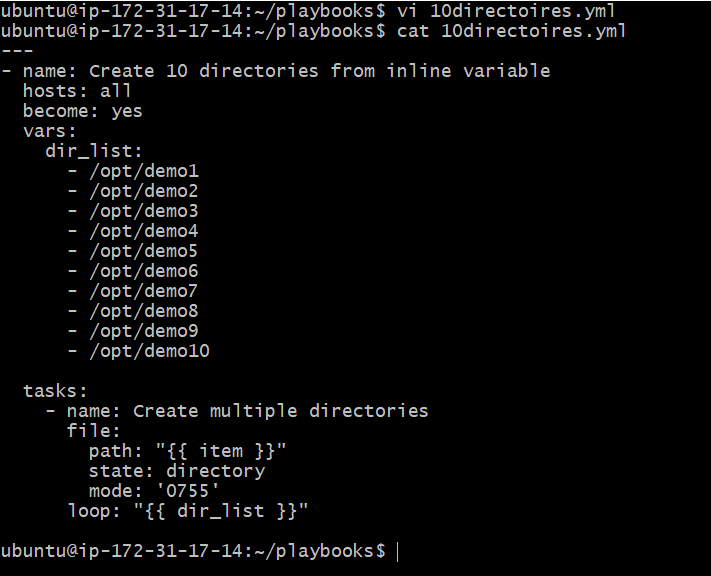 ubuntu@ip-172-31-17-14:~/playbooks$ vi 10directoires.yml
ubuntu@ip-172-31-17-14:~/playbooks$ cat 10directoires.yml
---
- name: Create 10 directories from inline variable
  hosts: all
  become: yes
  vars:
    dir_list:
      - /opt/demo1
      - /opt/demo2
      - /opt/demo3
      - /opt/demo4
      - /opt/demo5
      - /opt/demo6
      - /opt/demo7
      - /opt/demo8
      - /opt/demo9
      - /opt/demo10

  tasks:
    - name: Create multiple directories
      file:
        path: "{{ item }}"
        state: directory
        mode: '0755'
      loop: "{{ dir_list }}"

ubuntu@ip-172-31-17-14:~/playbooks$